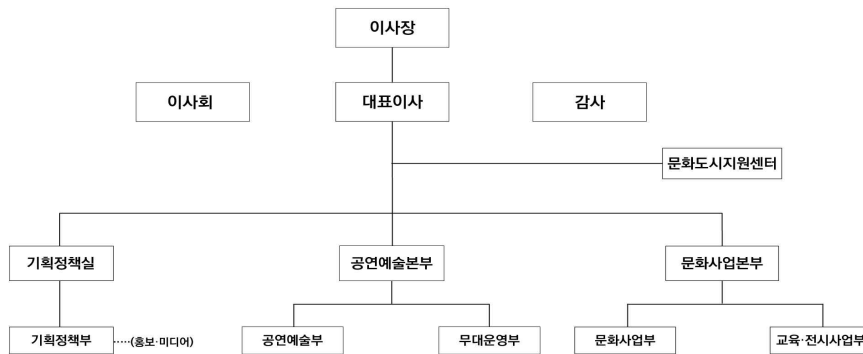 이사장
이사회
대표이사
감사
문화도시지원센터
기획정책실
공연예술본부
문화사업본부
기획정책부
(홍보·미디어)
공연예술부
무대운영부
문화사업부
교육·전시사업부